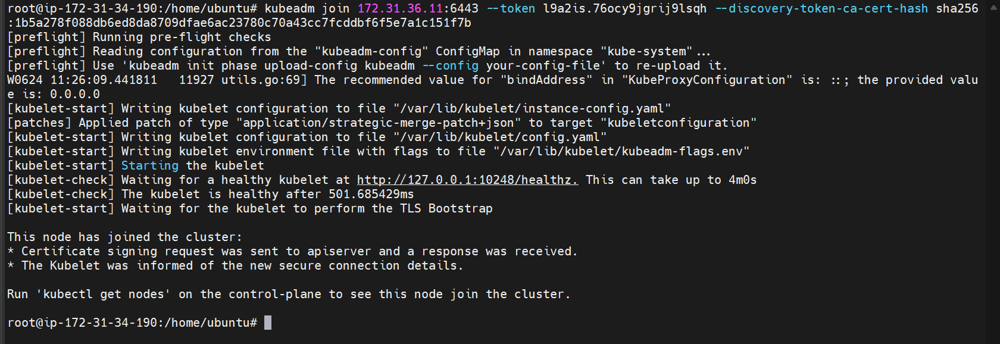 root@ip-172-31-34-190:/home/ubuntu# kubeadm join 172.31.36.11:6443 --token l9a2is.76ocy9jgrij9lsqh --discovery-token-ca-cert-hash sha256
:1b5a278f088db6ed8da8709dfae6ac23780c70a43cc7fcddbf6f5e7a1c151f7b
[preflight] Running pre-flight checks
[preflight] Reading configuration from the "kubeadm-config" ConfigMap in namespace "kube-system"...
[preflight] Use 'kubeadm init phase upload-config kubeadm --config your-config-file' to re-upload it.
W0624 11:26:09.441811   11927 utils.go:69] The recommended value for "bindAddress" in "KubeProxyConfiguration" is: ::; the provided valu
e is: 0.0.0.0
[kubelet-start] Writing kubelet configuration to file "/var/lib/kubelet/instance-config.yaml"
[patches] Applied patch of type "application/strategic-merge-patch+json" to target "kubeletconfiguration"
[kubelet-start] Writing kubelet configuration to file "/var/lib/kubelet/config.yaml"
[kubelet-start] Writing kubelet environment file with flags to file "/var/lib/kubelet/kubeadm-flags.env"
[kubelet-start] Starting the kubelet
[kubelet-check] Waiting for a healthy kubelet at http://127.0.0.1:10248/healthz. This can take up to 4m0s
[kubelet-check] The kubelet is healthy after 501.685429ms
[kubelet-start] Waiting for the kubelet to perform the TLS Bootstrap
This node has joined the cluster:
* Certificate signing request was sent to apiserver and a response was received.
* The Kubelet was informed of the new secure connection details.
Run 'kubectl get nodes' on the control-plane to see this node join the cluster.
root@ip-172-31-34-190:/home/ubuntu#